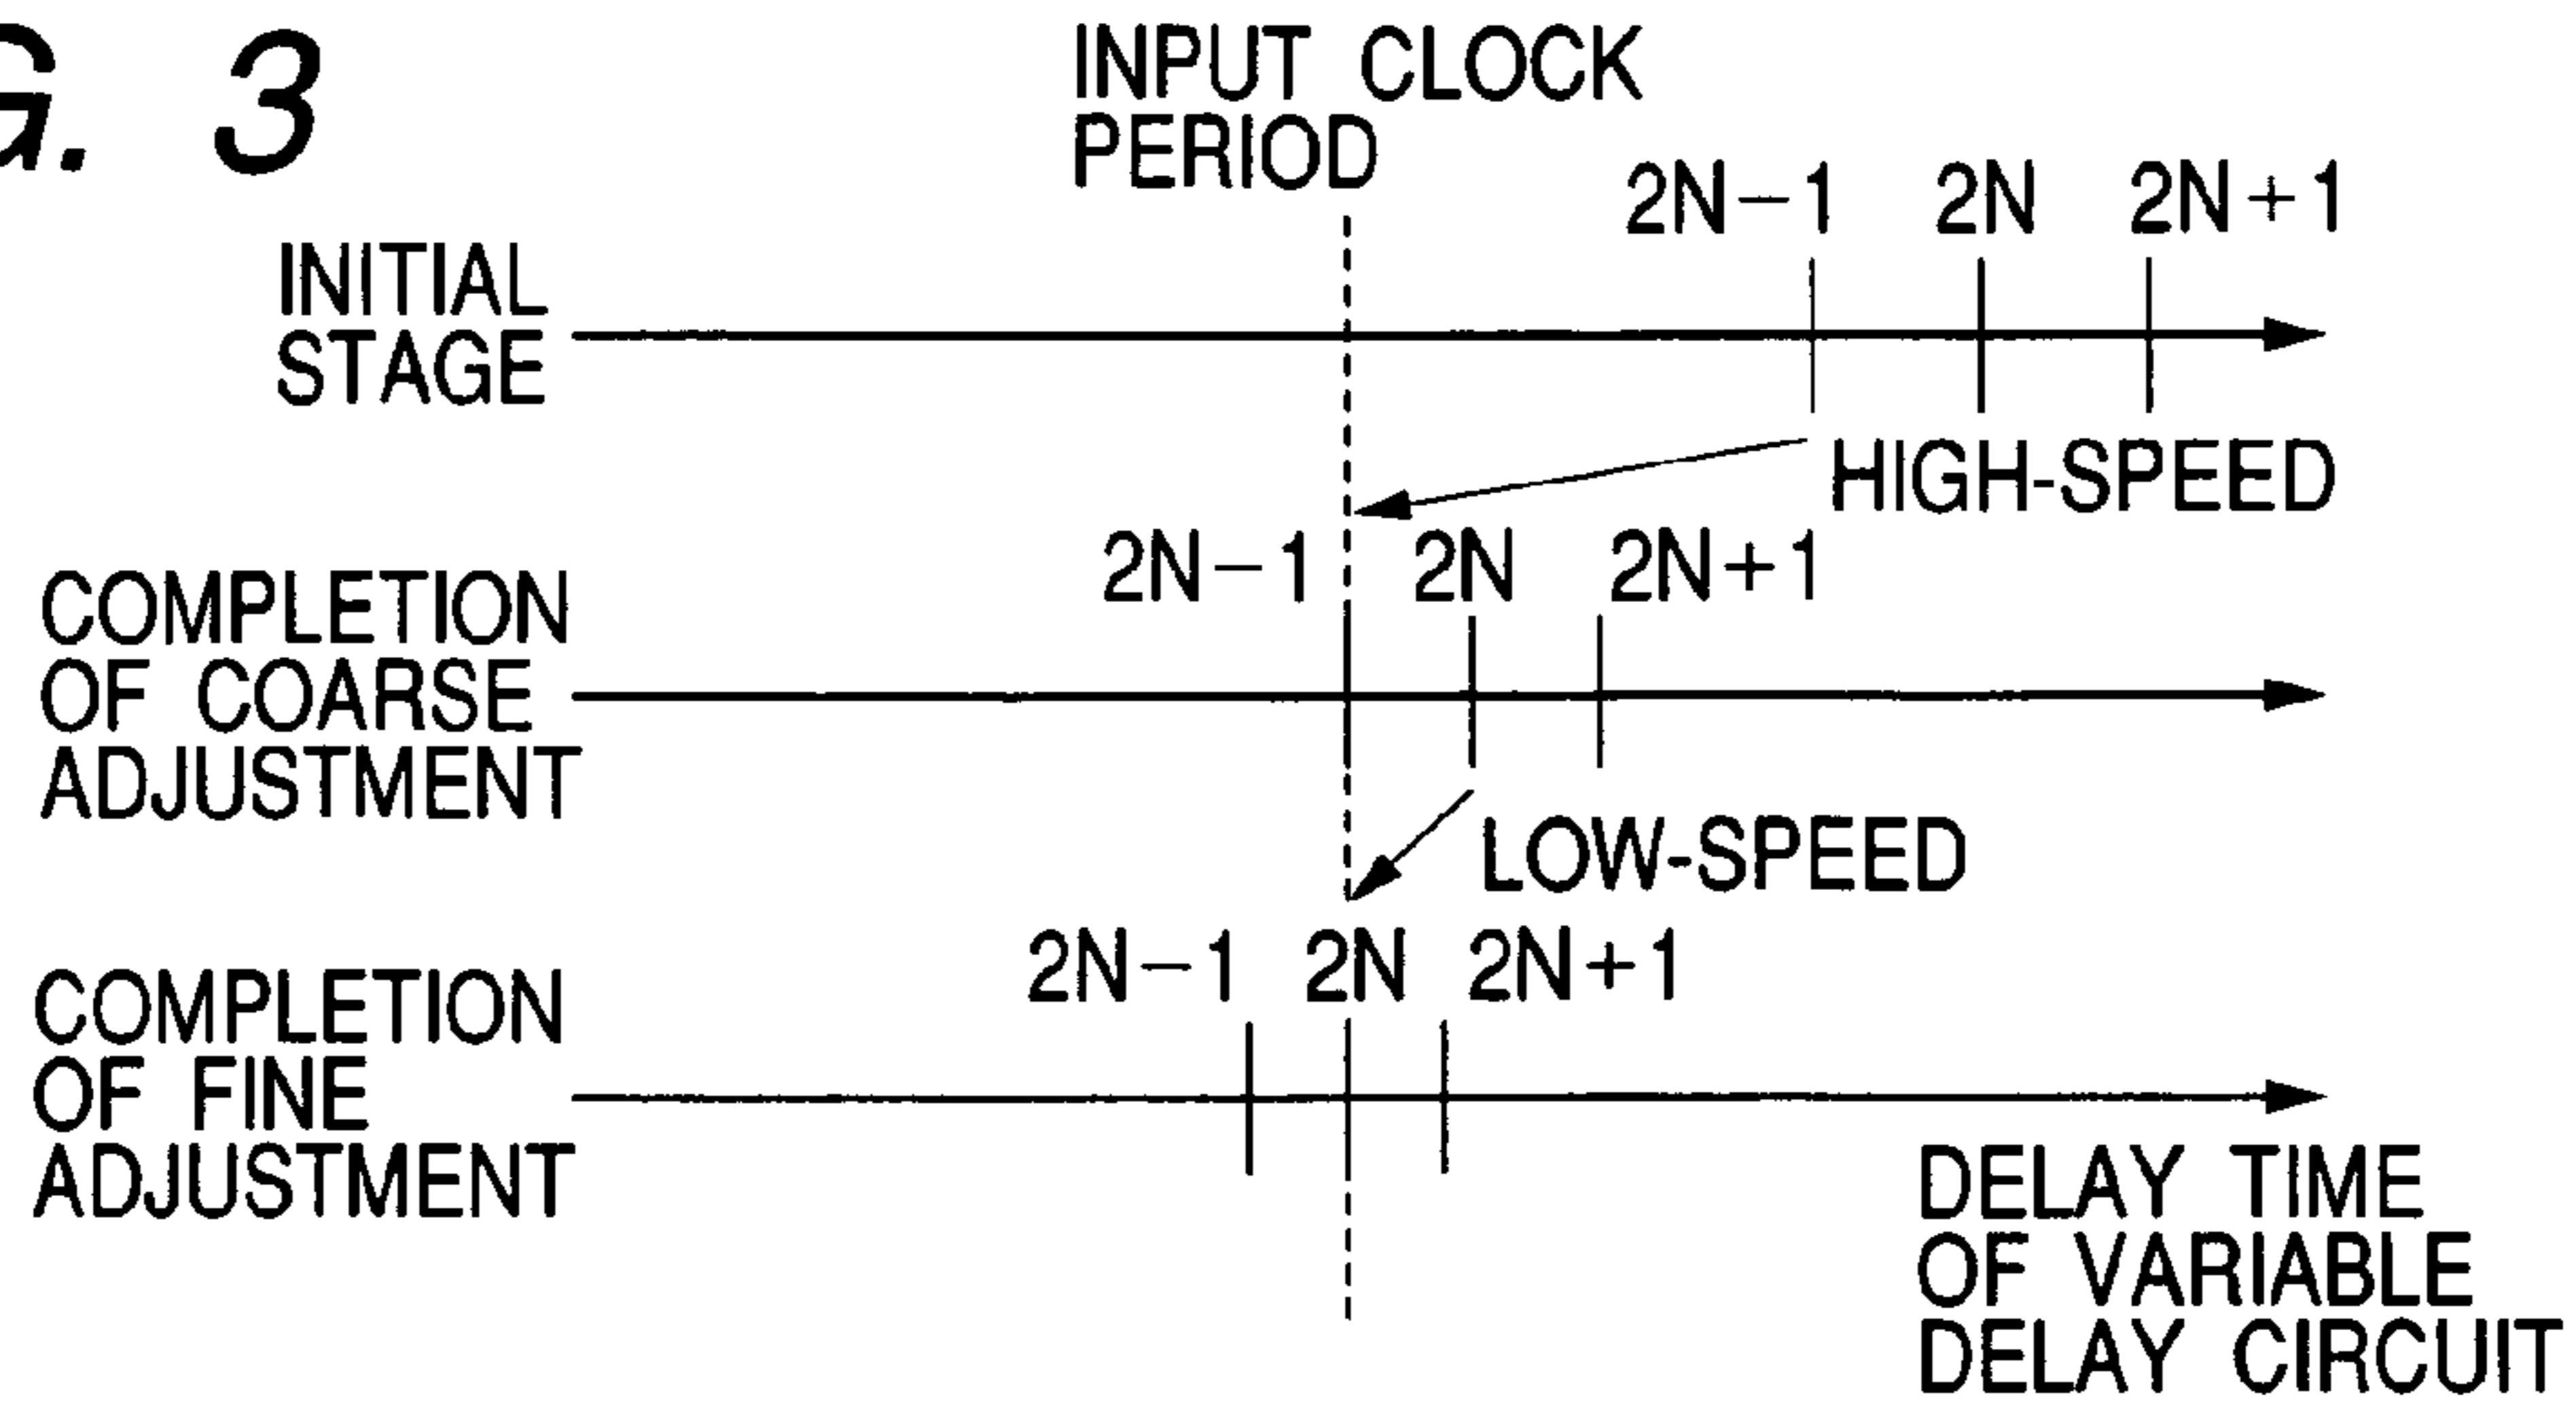 G. 3
INPUT CLOCK
PERIOD
2N-1 2N 2N+1
INITIAL
STAGE
HIGH-SPEED
2N-1 2N 2N+1
COMPLETION
OF COARSE
ADJUSTMENT
LOW-SPEED
2N-1 2N 2N+1
COMPLETION
OF FINE
ADJUSTMENT
DELAY TIME
OF VARIABLE
DELAY CIRCUIT